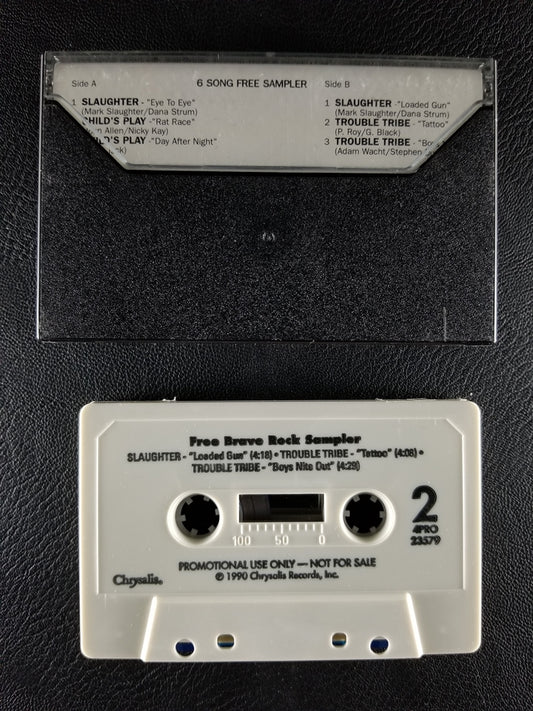 Side A
6 SONG FREE SAMPLER
Side B
1 SLAUGHTER - "Eye To Eye"
(Mark Slaughter/Dana Strum)
CHILD'S PLAY - "Rat Race"
Allen/Nicky Kay)
CHILD'S PLAY - "Day After Night"
1 SLAUGHTER - "Loaded Gun"
(Mark Slaughter/Dana Strum)
2 TROUBLE TRIBE - "Tattoo"
(P. Roy/G. Black)
3 TROUBLE TRIBE -
(Adam Wacht/Stephen
Free Brave Rock Sampler
SLAUGHTER - "Loaded Gun" (4:18) • TROUBLE TRIBE - "Tattoo" (4:08) •
TROUBLE TRIBE - "Boys Nite Out" (4:29)
2
4PRO
23579
100 50 0
PROMOTIONAL USE ONLY — NOT FOR SALE
© 1990 Chrysalis Records, Inc.
Chrysalis®